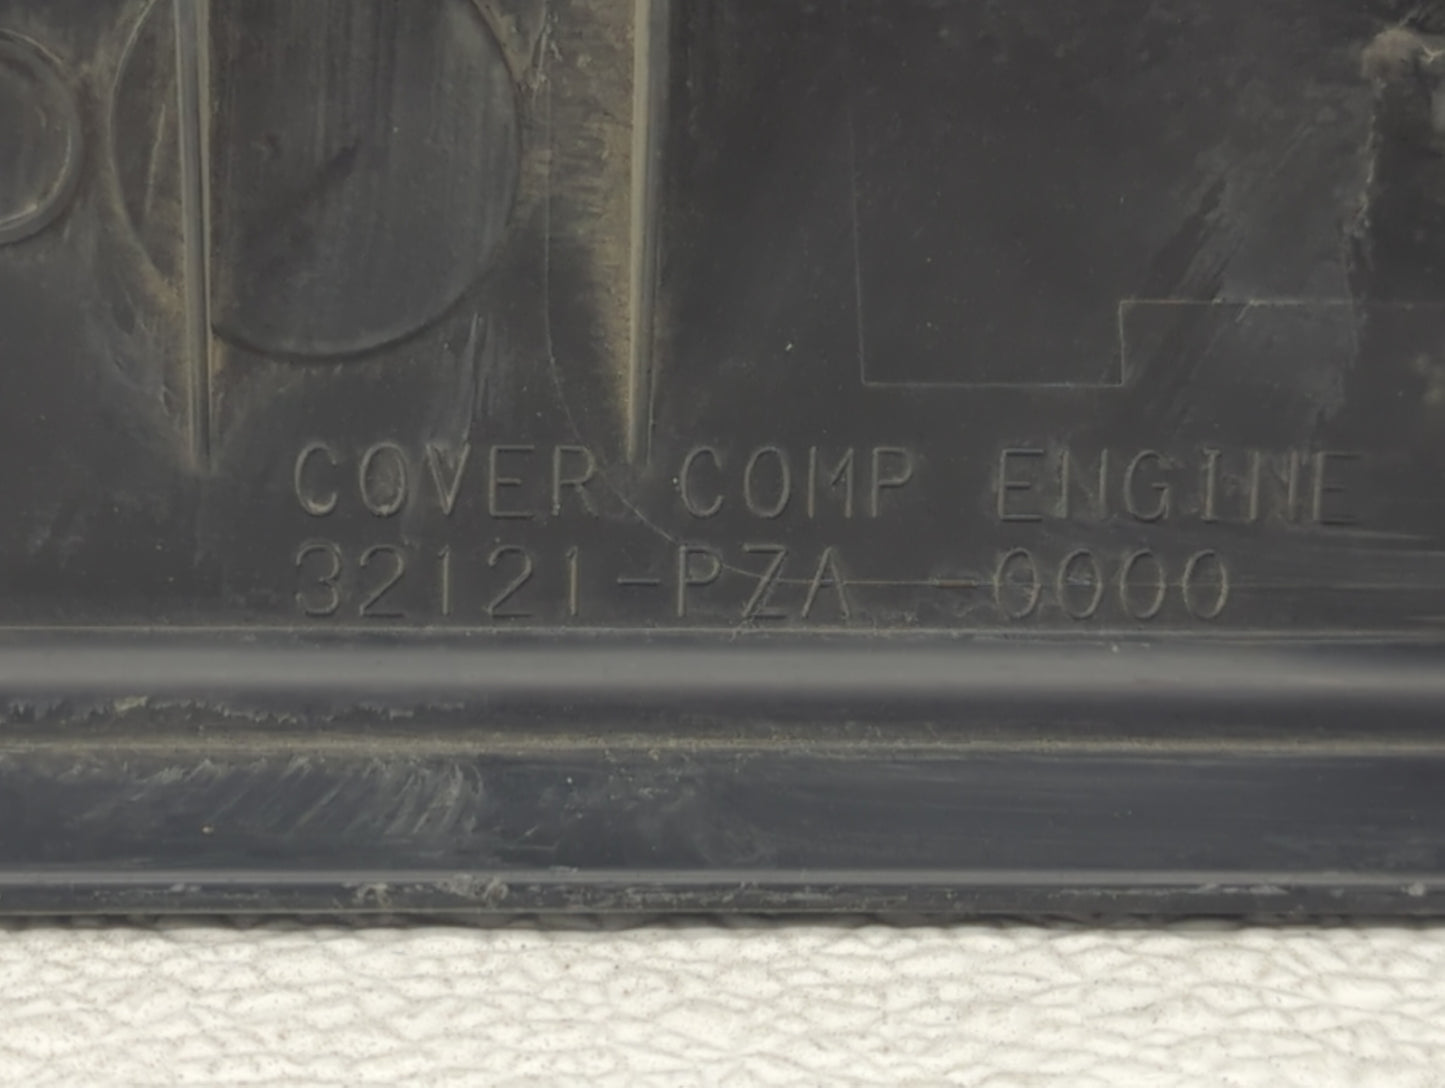 COVER COMP ENGINE
32121-PZA -0000